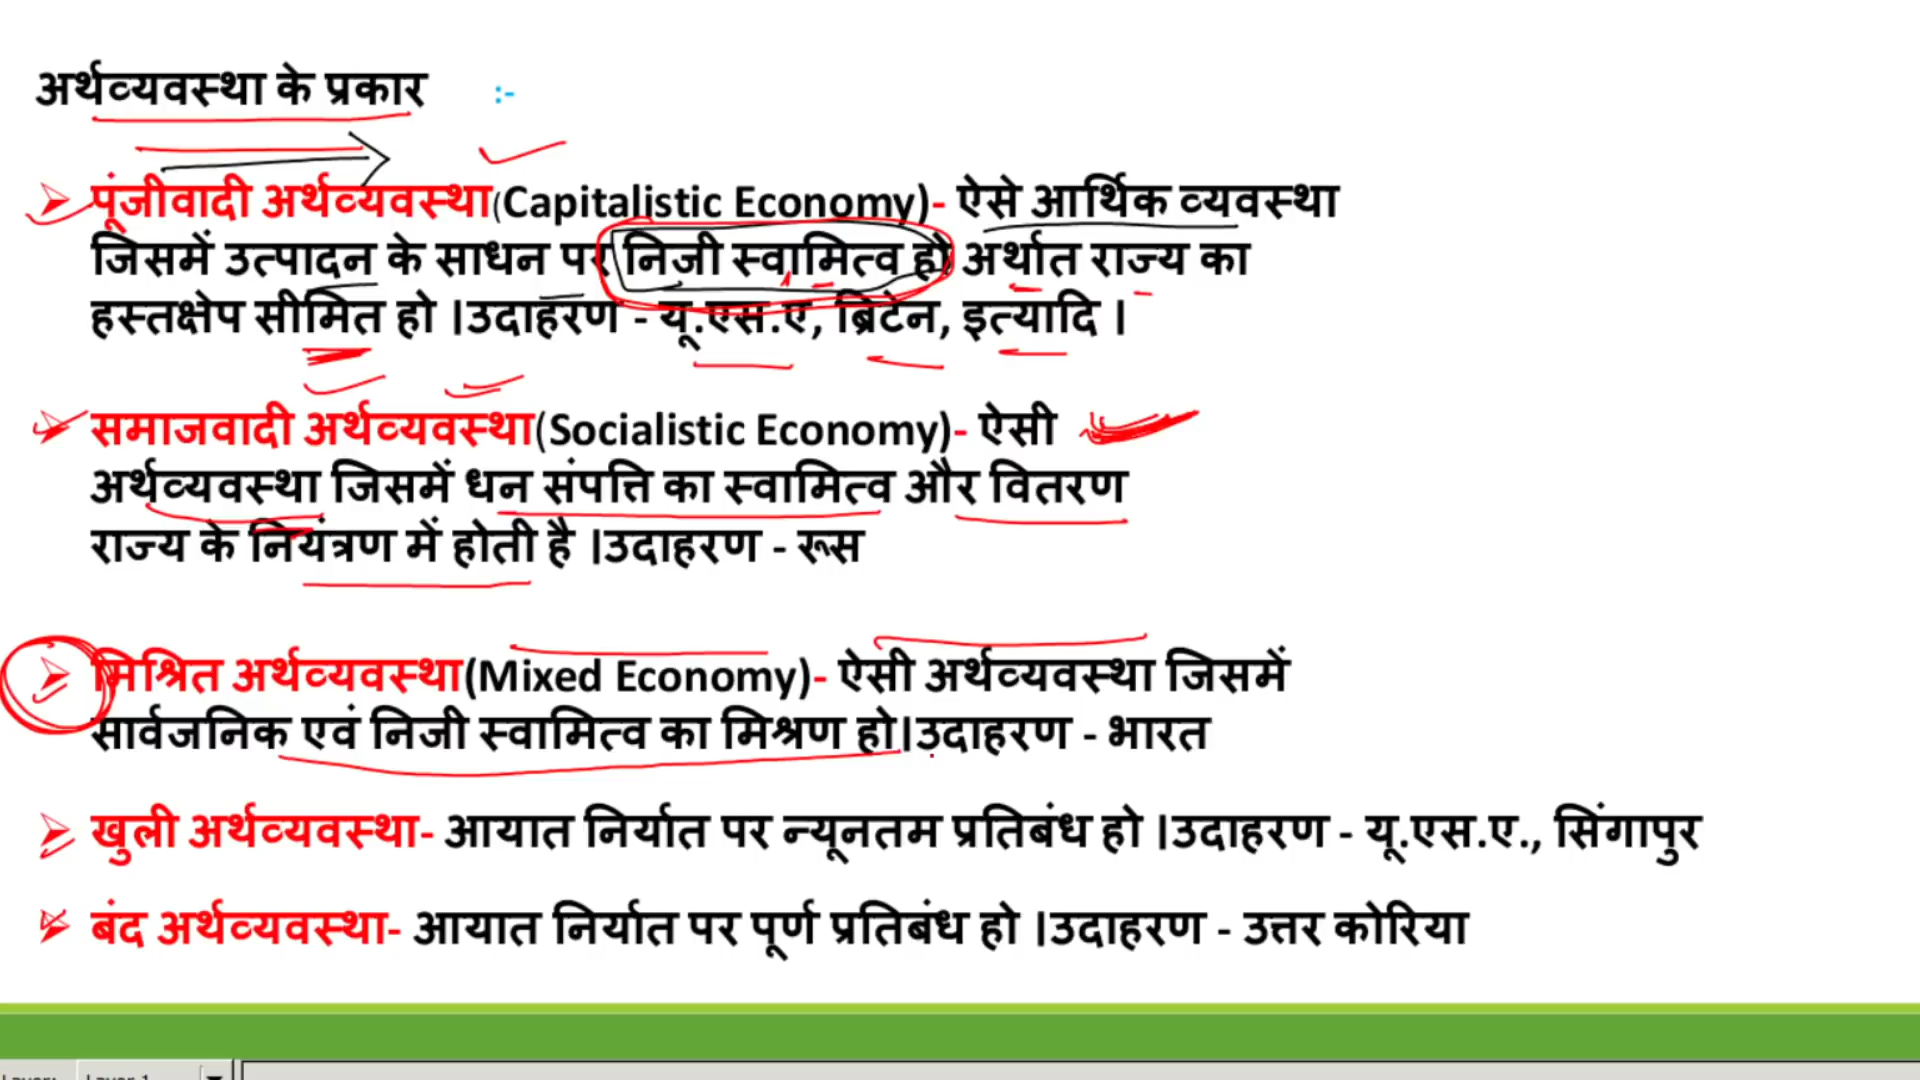 अर्थव्यवस्था के प्रकार :-
पूंजीवादी अर्थव्यवस्था(Capitalistic Economy)- ऐसे आर्थिक व्यवस्था
जिसमें उत्पादन के साधन पर निजी स्वामित्व हो अर्थात राज्य का
हस्तक्षेप सीमित हो |उदाहरण - यू.एस.ए, ब्रिटेन, इत्यादि |
समाजवादी अर्थव्यवस्था(Socialistic Economy)- ऐसी
अर्थव्यवस्था जिसमें धन संपत्ति का स्वामित्व और वितरण
राज्य के नियंत्रण में होती है |उदाहरण - रूस
मिश्रित अर्थव्यवस्था(Mixed Economy)- ऐसी अर्थव्यवस्था जिसमें
सार्वजनिक एवं निजी स्वामित्व का मिश्रण हो|उदाहरण - भारत
खुली अर्थव्यवस्था- आयात निर्यात पर न्यूनतम प्रतिबंध हो |उदाहरण - यू.एस.ए., सिंगापुर
बंद अर्थव्यवस्था- आयात निर्यात पर पूर्ण प्रतिबंध हो |उदाहरण - उत्तर कोरिया